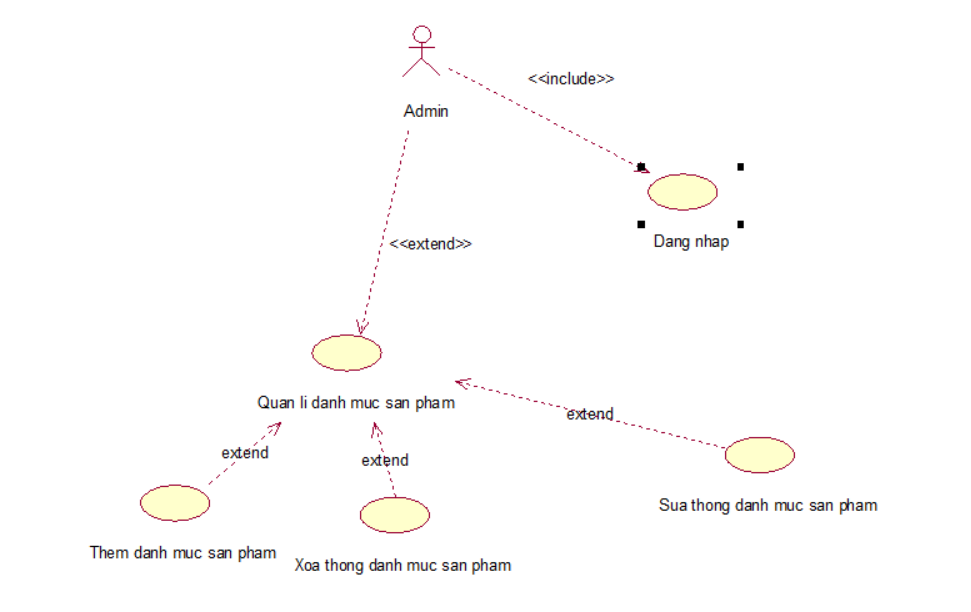 <<include>>
Admin
Dang nhap
<<extend>>
Quan li danh muc san pham
extend
extend
extend
Sua thong danh muc san pham
Them danh muc san pham
Xoa thong danh muc san pham